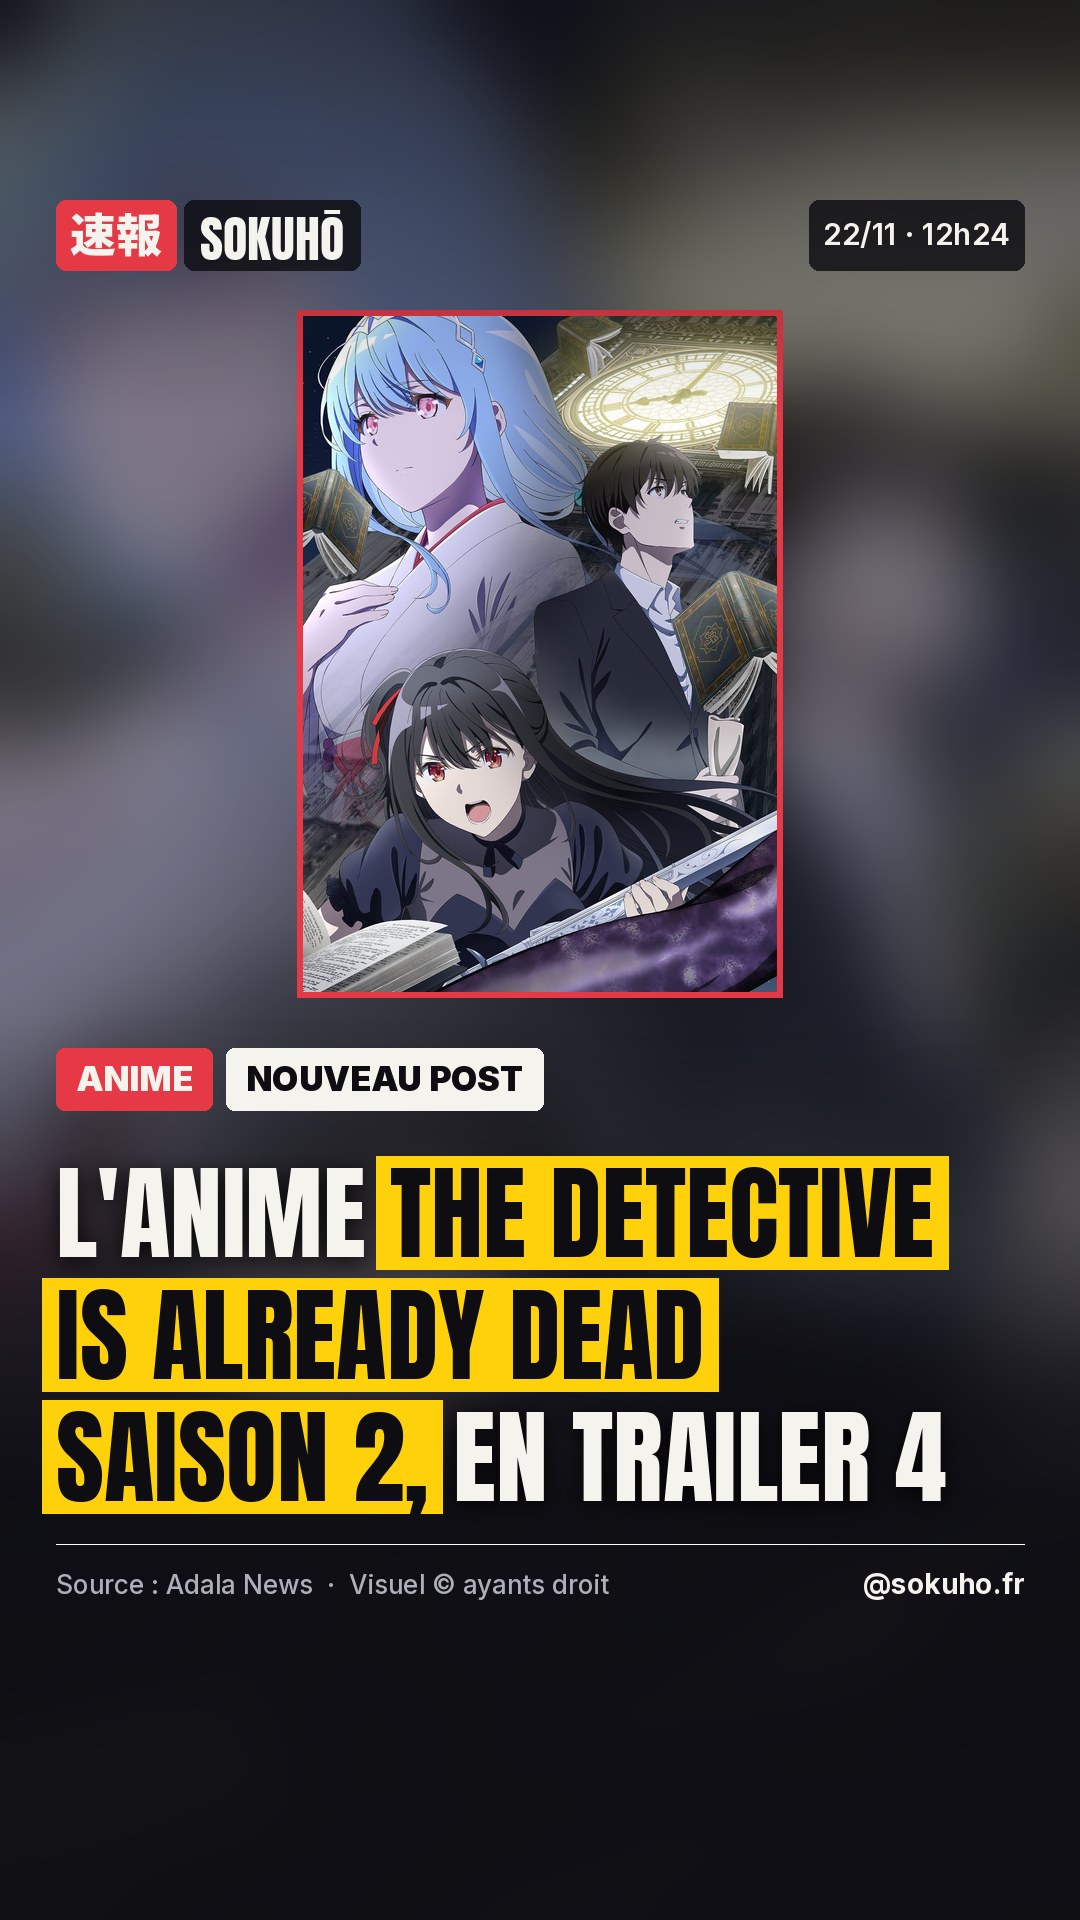 速報 SOKUHŌ
22/11 · 12h24
ANIME
NOUVEAU POST
L'ANIME THE DETECTIVE
IS ALREADY DEAD
SAISON 2, EN TRAILER 4
Source : Adala News · Visuel © ayants droit
@sokuho.fr